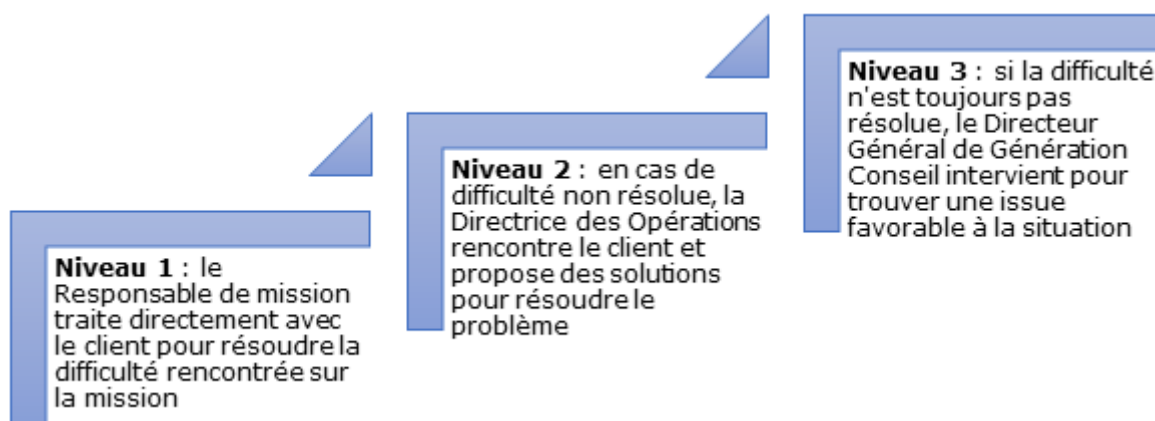 Niveau 1 : le
Responsable de mission
traite directement avec
le client pour résoudre la
difficulté rencontrée sur
la mission
Niveau 2 : en cas de
difficulté non résolue, la
Directrice des Opérations
rencontre le client et
propose des solutions
pour résoudre le
problème
Niveau 3 : si la difficulté
n'est toujours pas
résolue, le Directeur
Général de Génération
Conseil intervient pour
trouver une issue
favorable à la situation